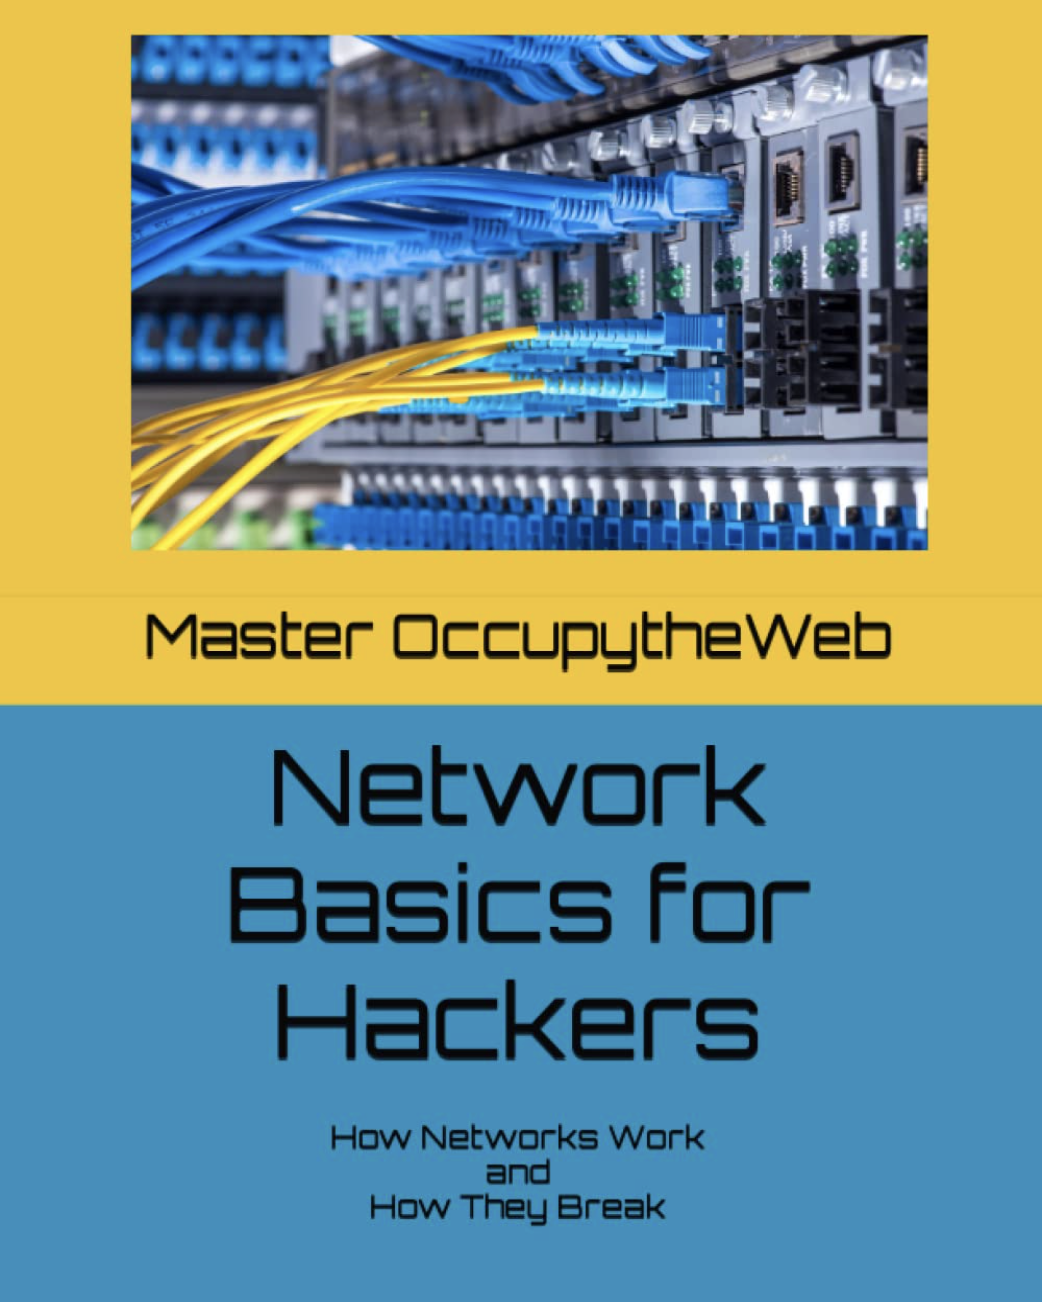 Master OccupytheWeb
Network
Basics for
Hackers
How Networks Work
and
How They Break